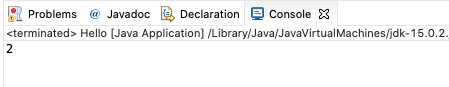 Problems @ Javadoc Declaration Console
<terminated> Hello [Java Application] /Library/Java/JavaVirtualMachines/jdk-15.0.2.
2